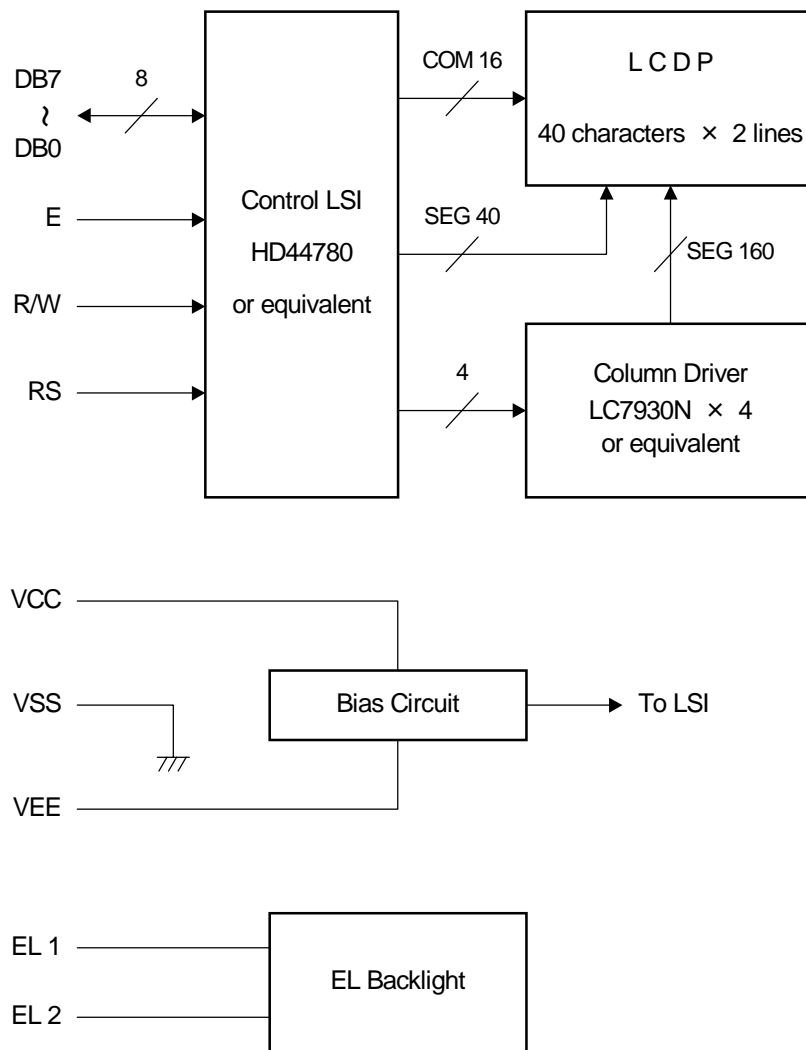 DB7
~
DB0
8
E
R/W
RS
Control LSI
HD44780
or equivalent
COM 16
SEG 40
4
L C D P
40 characters × 2 lines
SEG 160
Column Driver
LC7930N × 4
or equivalent
VCC
VSS
VEE
Bias Circuit
To LSI
EL 1
EL 2
EL Backlight